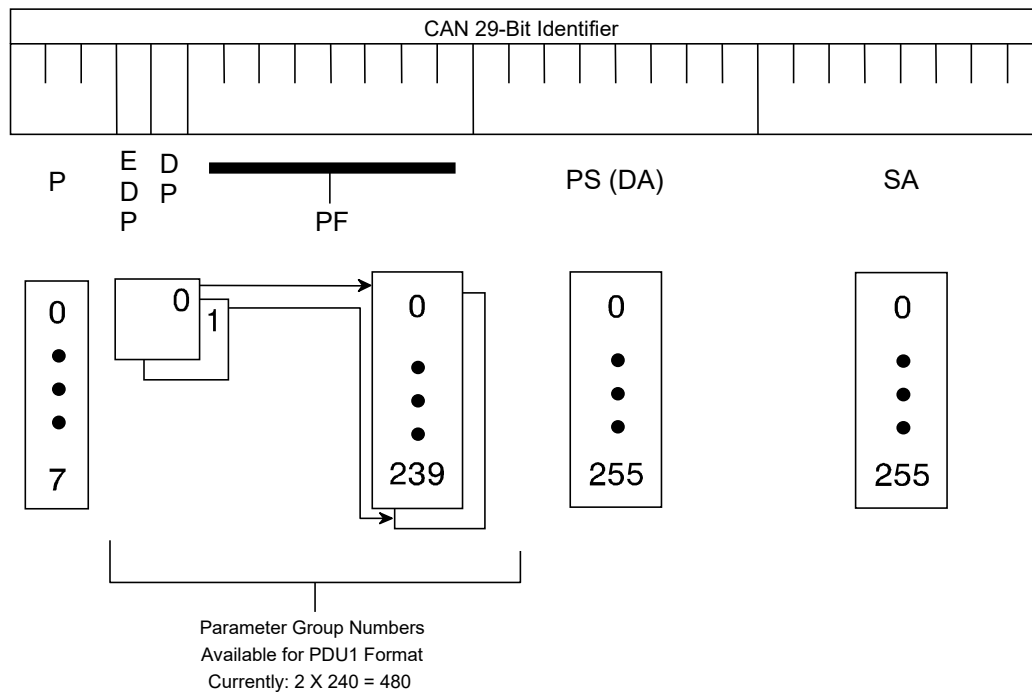 CAN 29-Bit Identifier
P
E
D
P
D
P
PF
PS (DA)
SA
0
7
0
1
0
239
0
255
0
255
Parameter Group Numbers
Available for PDU1 Format
Currently: 2 X 240 = 480